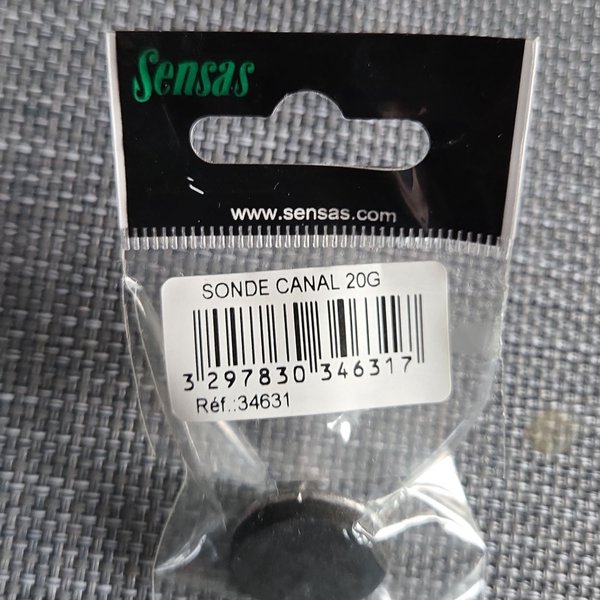 Sensas
www.sensas.com
SONDE CANAL 20G
3 297830 346317
Réf.:34631